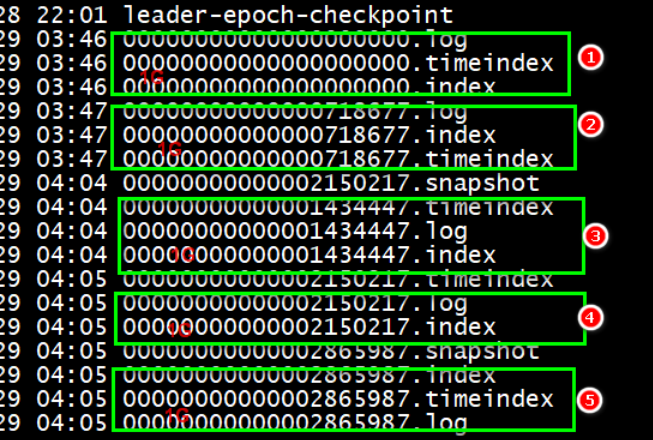 28 22:01 leader-epoch-checkpoint
29 03:46 00000000000000000000.log
29 03:46 00000000000000000000.timeindex
1
29 03:46 00000000000000000000.index
1G
29 03:47 00000000000000718677.log
2
29 03:47 00000000000000718677.index
29 03:47 00000000000000718677.timeindex
1G
29 04:04 00000000000002150217.snapshot
29 04:04 00000000000001434447.timeindex
29 04:04 00000000000001434447.log
3
29 04:04 00000000000001434447.index
1G
29 04:05 00000000000002150217.timeindex
29 04:05 00000000000002150217.log
4
29 04:05 00000000000002150217.index
1G
29 04:05 00000000000002865987.snapshot
29 04:05 00000000000002865987.index
29 04:05 00000000000002865987.timeindex
5
29 04:05 00000000000002865987.log
1G